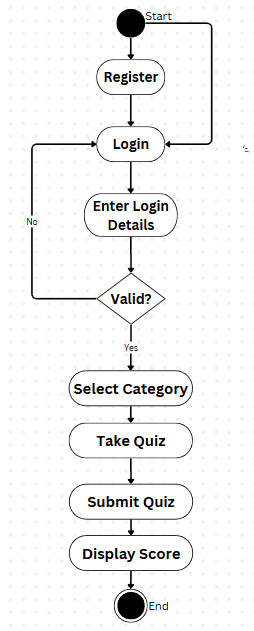 Start
Register
Login
Enter Login
Details
No
Valid?
Yes
Select Category
Take Quiz
Submit Quiz
Display Score
End